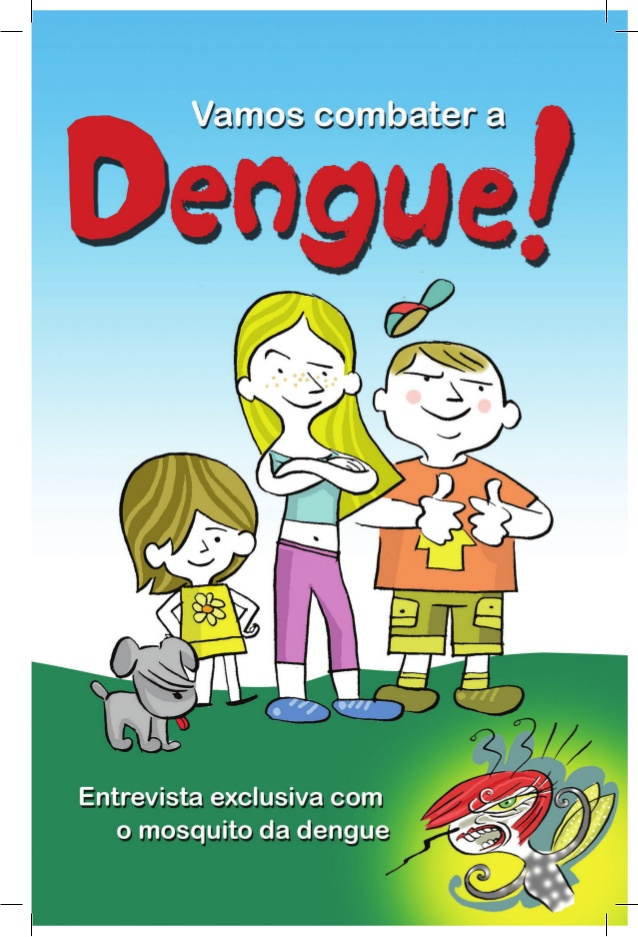 Vamos combater a
Dengue!
Entrevista exclusiva com
o mosquito da dengue